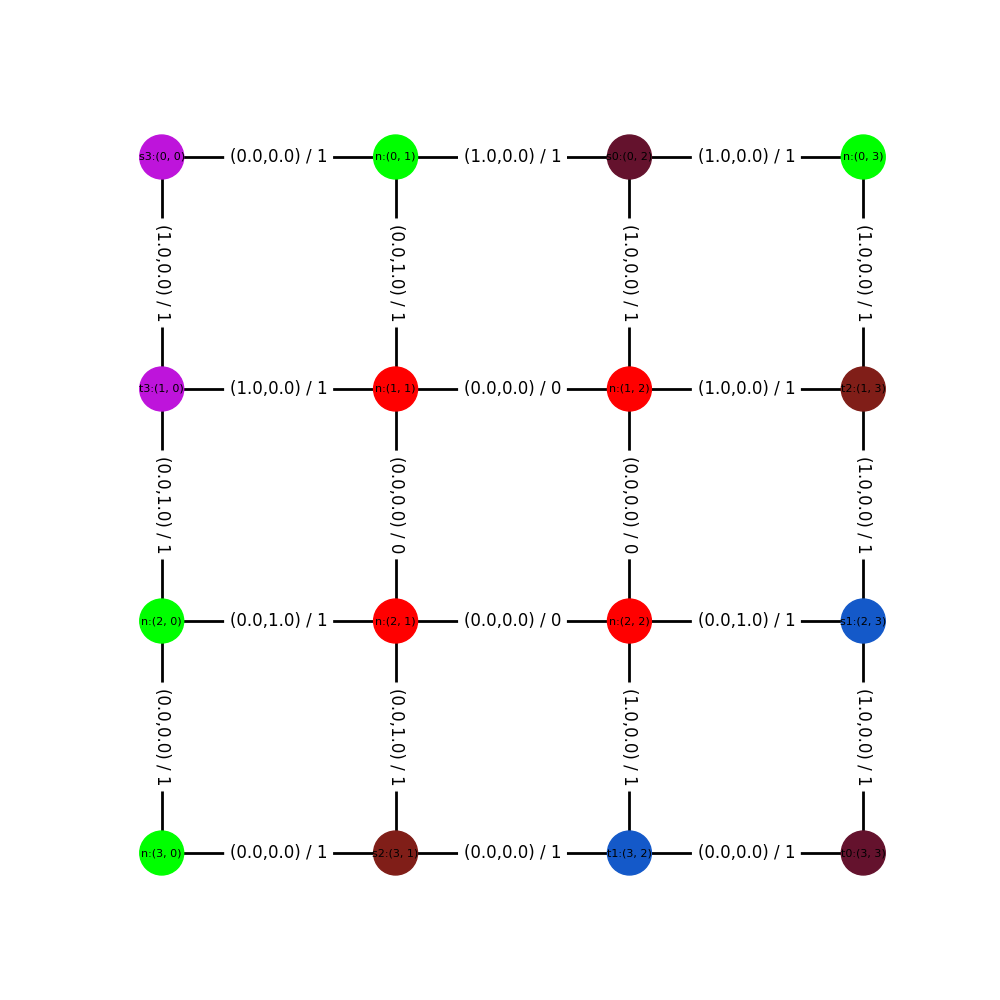 s3:(0, 0) (0.0,0.0) / 1 n:(0, 1) (1.0,0.0) / 1 s0:(0, 2) (1.0,0.0) / 1 n:(0, 3)
(1.0,0.0) / 1 (0.0,1.0) / 1 (1.0,0.0) / 1 (1.0,0.0) / 1
t3:(1, 0) (1.0,0.0) / 1 n:(1, 1) (0.0,0.0) / 0 n:(1, 2) (1.0,0.0) / 1 t2:(1, 3)
(0.0,1.0) / 1 (0.0,0.0) / 0 (0.0,0.0) / 0 (1.0,0.0) / 1
n:(2, 0) (0.0,1.0) / 1 n:(2, 1) (0.0,0.0) / 0 n:(2, 2) (0.0,1.0) / 1 s1:(2, 3)
(0.0,0.0) / 1 (0.0,1.0) / 1 (1.0,0.0) / 1 (1.0,0.0) / 1
n:(3, 0) (0.0,0.0) / 1 s2:(3, 1) (0.0,0.0) / 1 t1:(3, 2) (0.0,0.0) / 1 t0:(3, 3)